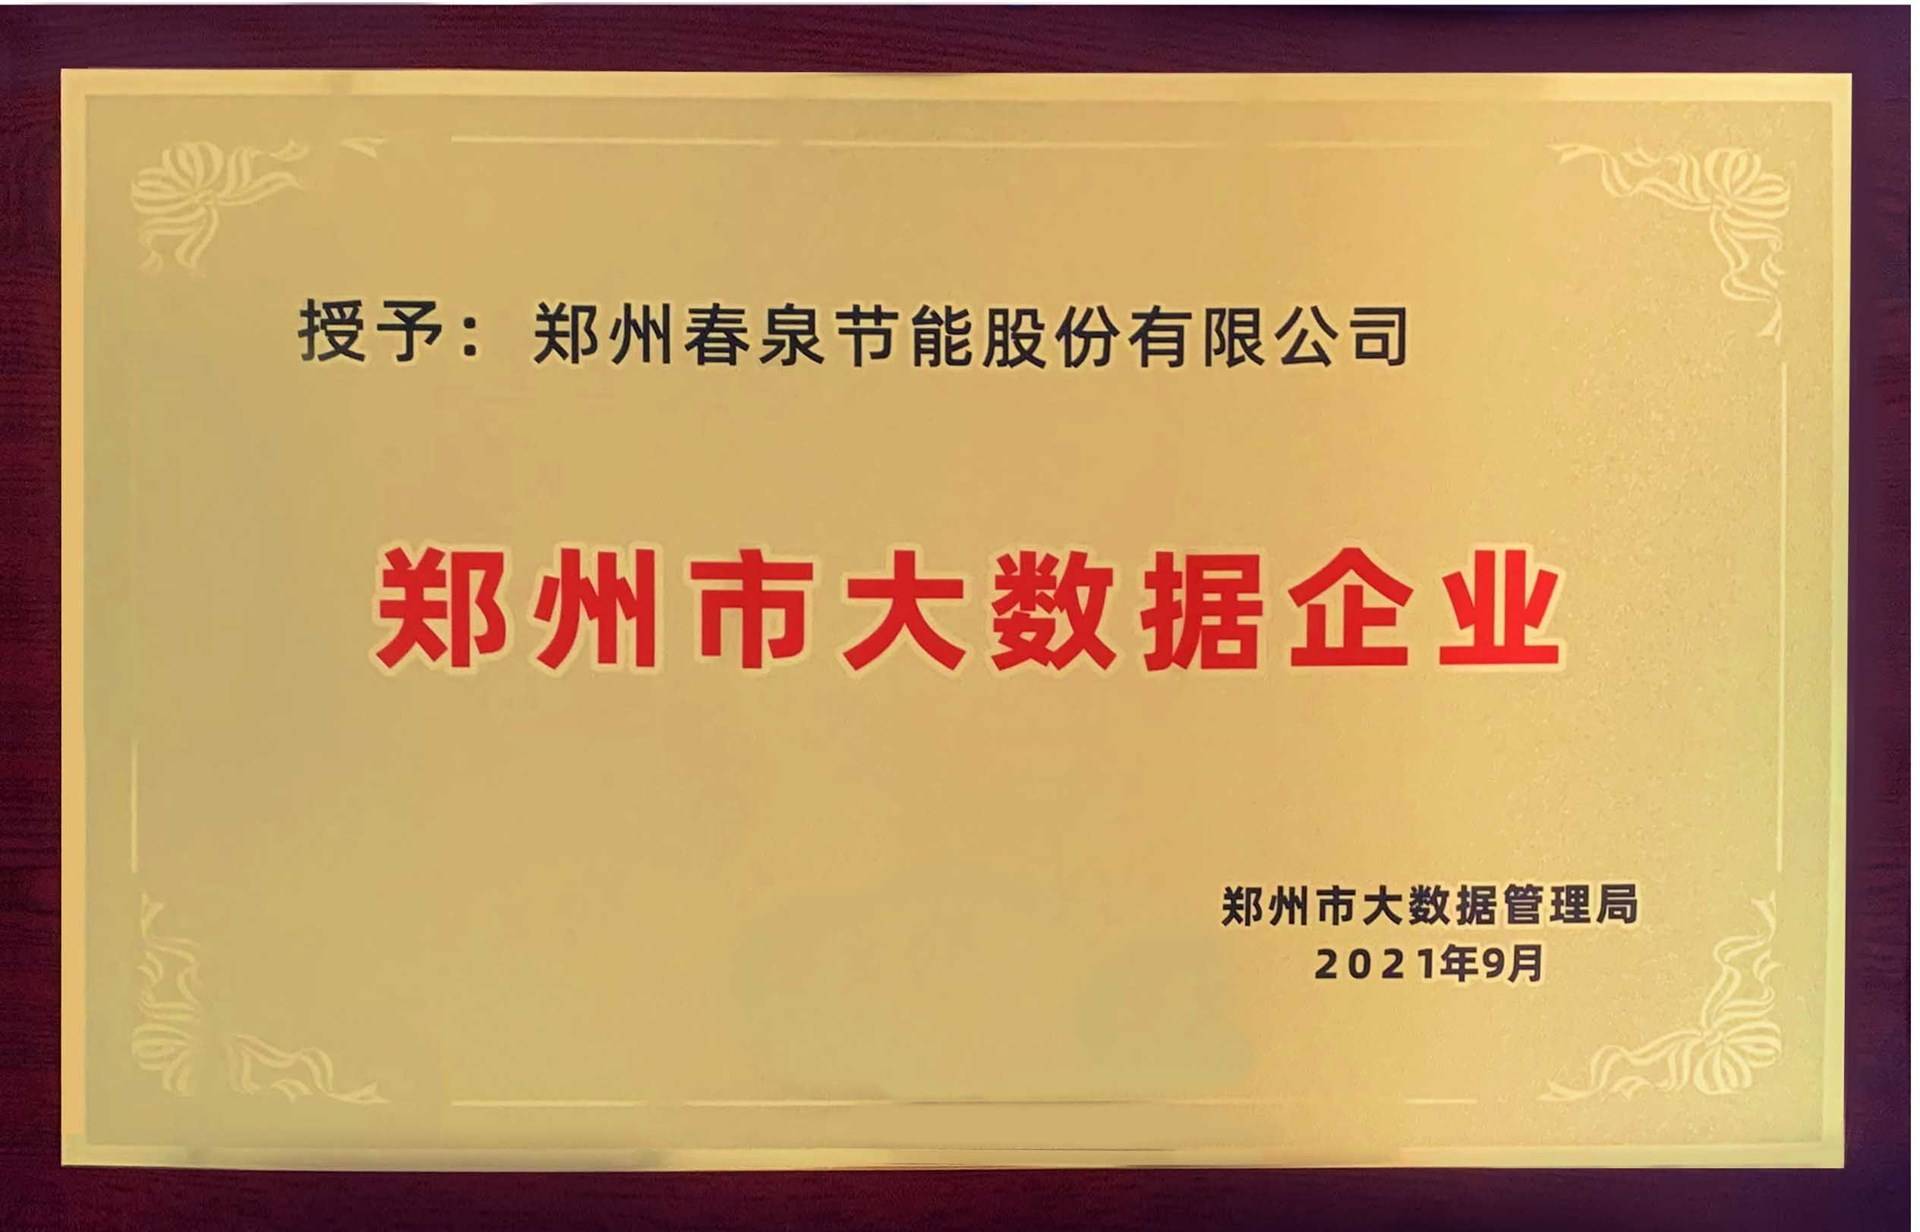 授予：郑州春泉节能股份有限公司
郑州市大数据企业
郑州市大数据管理局
2021年9月